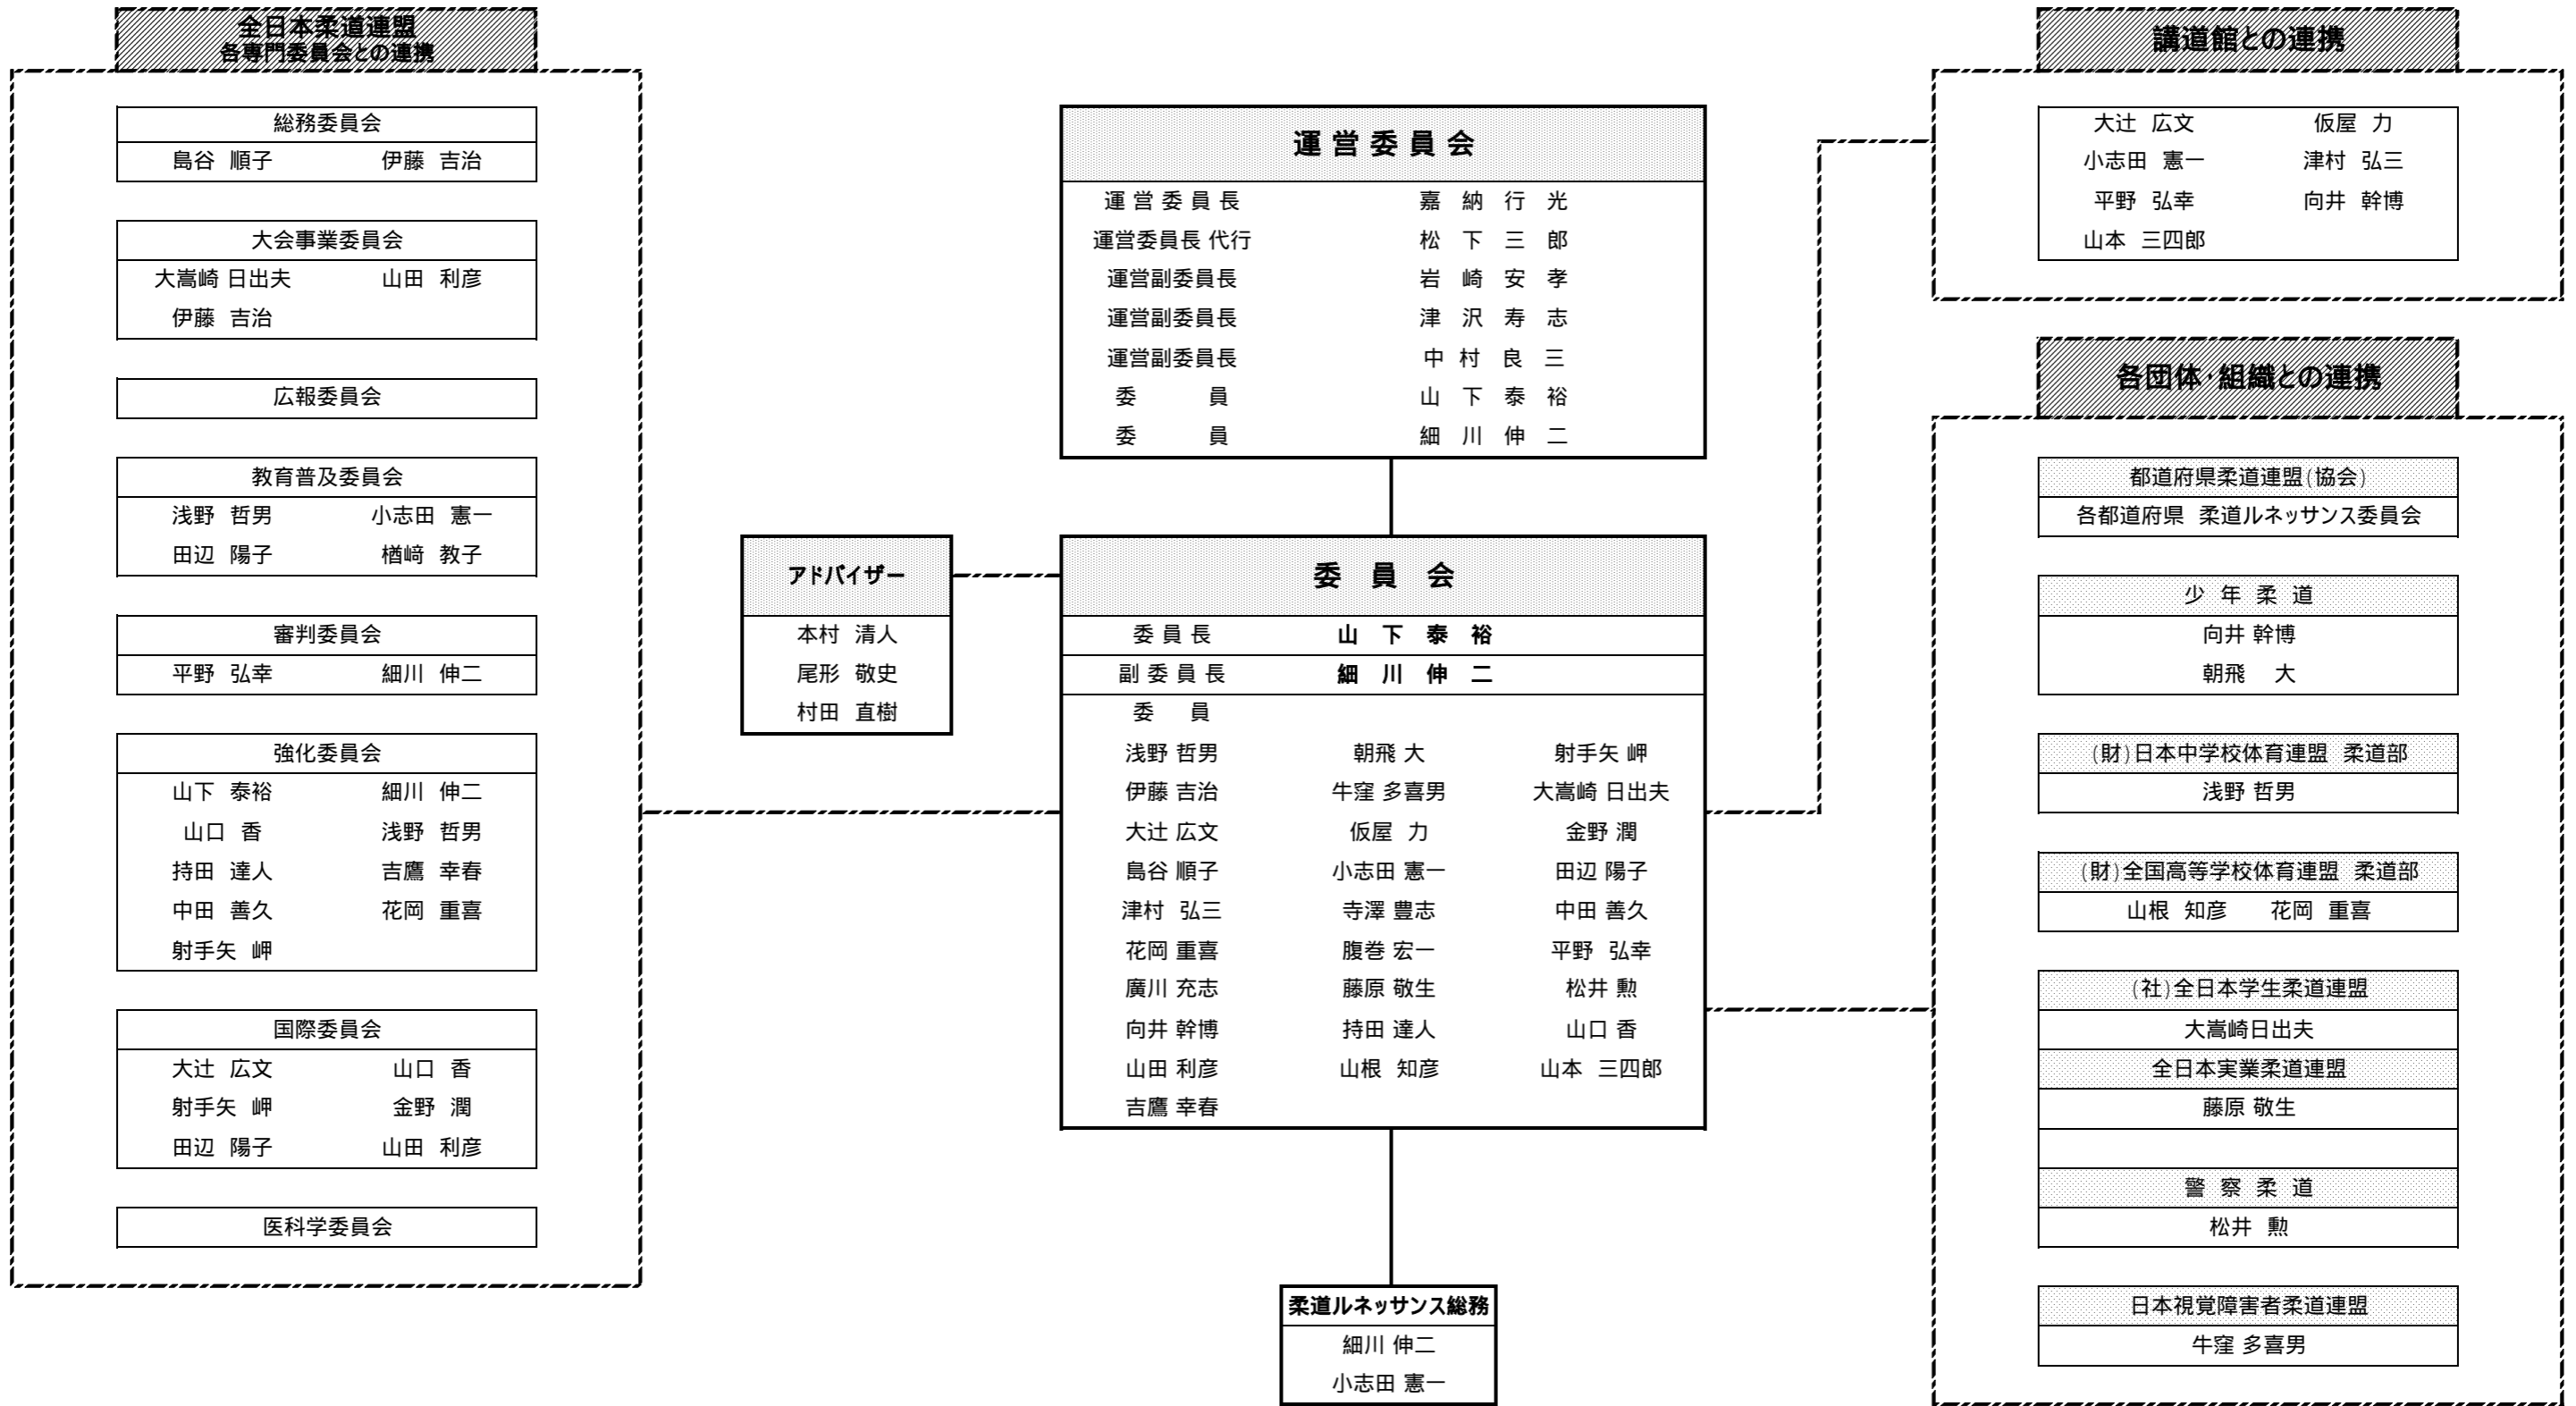 全日本柔道連盟
各専門委員会との連携
総務委員会
鳥谷 順子 伊藤 吉治
大会事業委員会
大嵩崎 日出夫 山田 利彦
伊藤 吉治
広報委員会
教育普及委員会
浅野 哲男 小志田 憲一
田辺 陽子 楢﨑 教子
審判委員会
平野 弘幸 細川 伸二
強化委員会
山下 泰裕 細川 伸二
山口 香 浅野 哲男
持田 達人 吉鷹 幸春
中田 善久 花岡 重喜
射手矢 岬
国際委員会
大辻 広文 山口 香
射手矢 岬 金野 潤
田辺 陽子 山田 利彦
医科学委員会
運営委員会
運営委員長 嘉納行光
運営委員長 代行 松下三郎
運営副委員長 岩崎安孝
運営副委員長 津沢寿志
運営副委員長 中村良三
委員 山下泰裕
委員 細川伸二
アドバイザー
本村 清人
尾形 敬史
村田 直樹
委員会
委員長 山下泰裕
副委員長 細川伸二
委員
浅野 哲男 朝飛 大 射手矢 岬
伊藤 吉治 牛窪 多喜男 大嵩崎 日出夫
大辻 広文 仮屋 力 金野 潤
鳥谷 順子 小志田 憲一 田辺 陽子
津村 弘三 寺澤 豊志 中田 善久
花岡 重喜 腹巻 宏一 平野 弘幸
廣川 充志 藤原 敬生 松井 勲
向井 幹博 持田 達人 山口 香
山田 利彦 山根 知彦 山本 三四郎
吉鷹 幸春
柔道ルネッサンス総務
細川 伸二
小志田 憲一
講道館との連携
大辻 広文 仮屋 力
小志田 憲一 津村 弘三
平野 弘幸 向井 幹博
山本 三四郎
各団体・組織との連携
都道府県柔道連盟(協会)
各都道府県 柔道ルネッサンス委員会
少年柔道
向井 幹博
朝飛 大
(財)日本中学校体育連盟 柔道部
浅野 哲男
(財)全国高等学校体育連盟 柔道部
山根 知彦 花岡 重喜
(社)全日本学生柔道連盟
大嵩崎日出夫
全日本実業柔道連盟
藤原 敬生
警察柔道
松井 勲
日本視覚障害者柔道連盟
牛窪 多喜男